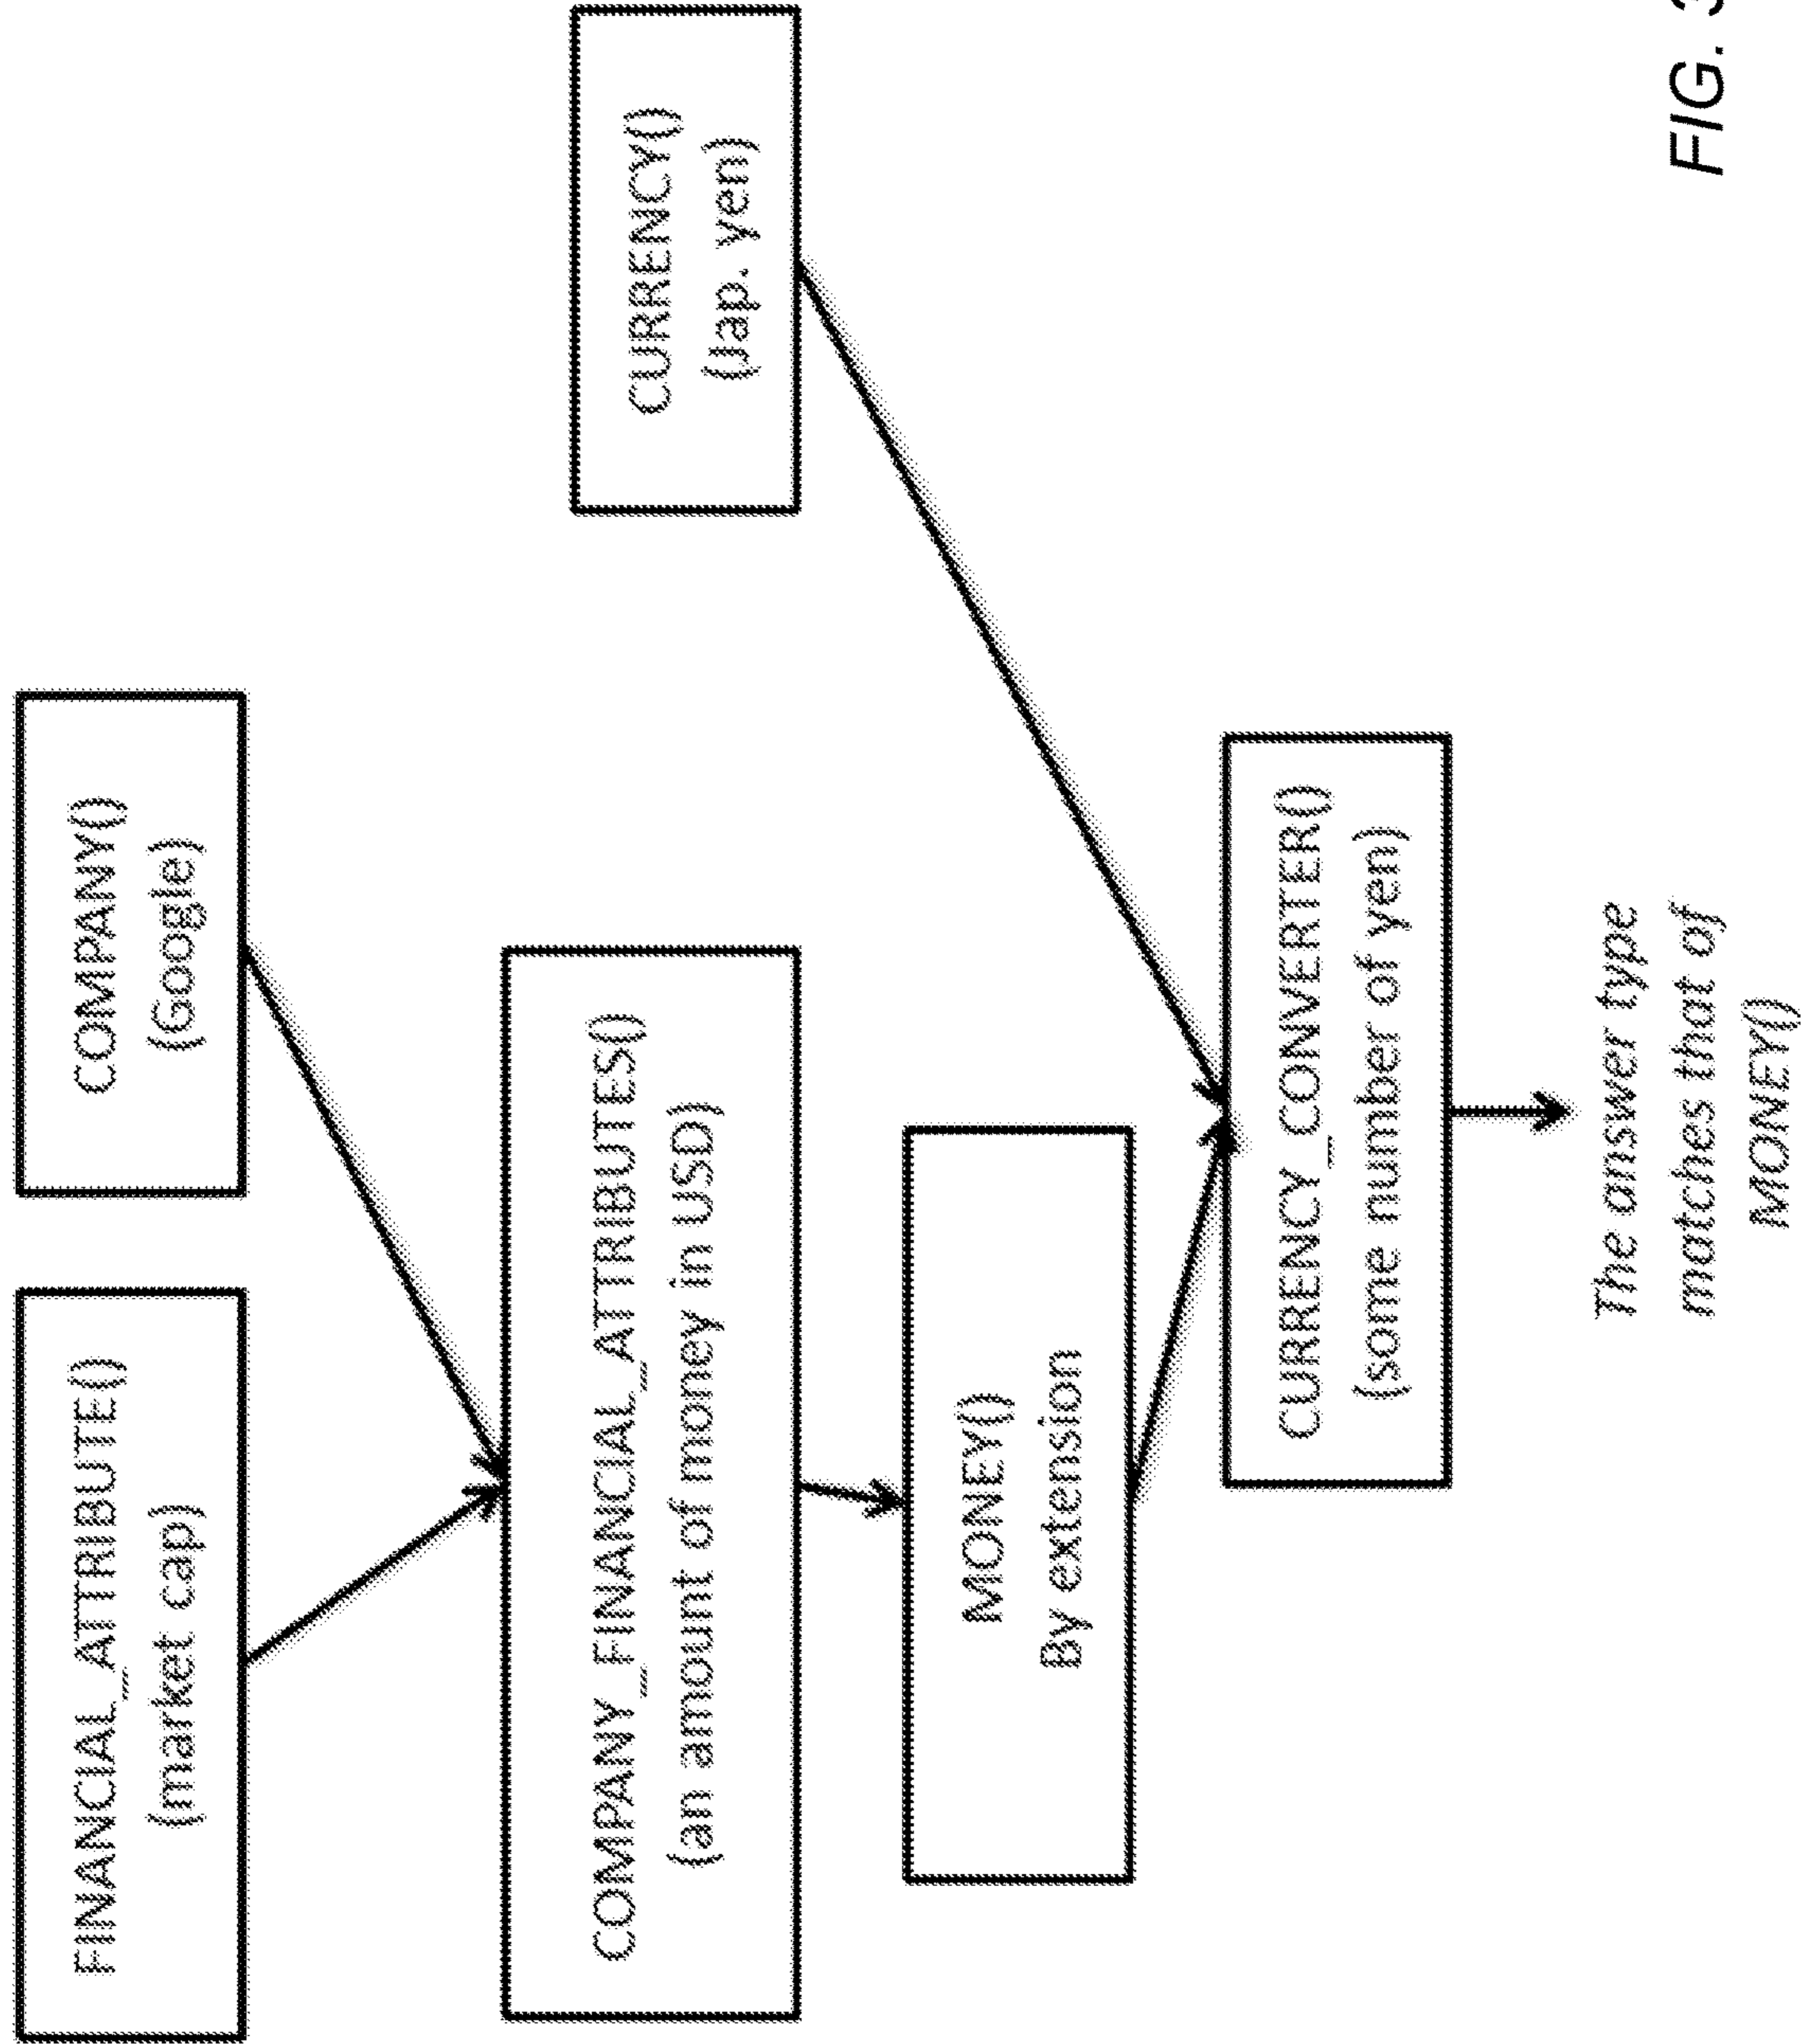 FINANCIAL_ATTRIBUTE()
(market cap)
COMPANY()
(Google)
COMPANY_FINANCIAL_ATTRIBUTES()
(an amount of money in USD)
CURRENCY()
(Jap. yen)
MONEY()
By extension
CURRENCY_CONVERTER()
(some number of yen)
The answer type
matches that of
MONEY()
FIG. 3